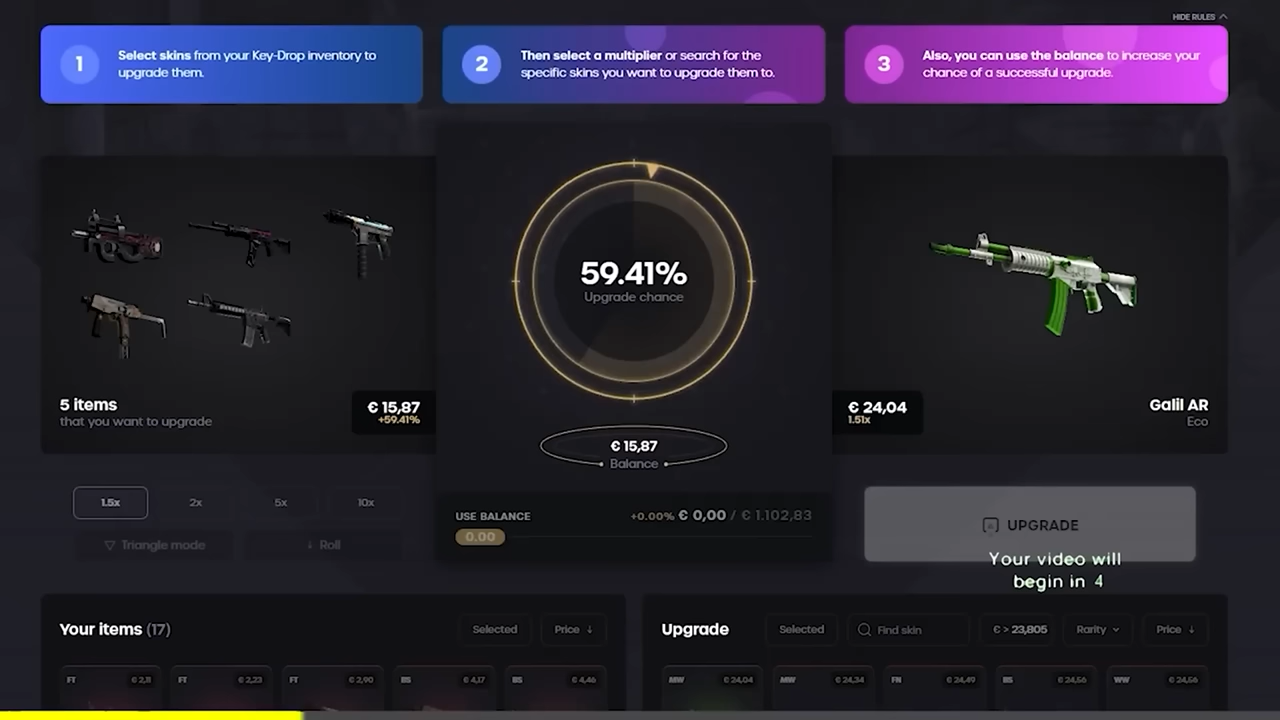 HIDE RULES
1
Select skins from your Key-Drop inventory to
upgrade them.
2
Then select a multiplier or search for the
specific skins you want to upgrade them to.
3
Also, you can use the balance to increase your
chance of a successful upgrade.
59.41%
Upgrade chance
5 items
that you want to upgrade
€ 15,87
+59.41%
€ 24,04
1.51x
Galil AR
Eco
€ 15,87
Balance
1.5x
2x
5x
10x
Triangle mode
Roll
USE BALANCE
+0.00% € 0,00 / € 1.102,83
0.00
UPGRADE
Your video will
begin in 4
Your items (17)
Selected
Price
Upgrade
Selected
Find skin
€ > 23,805
Rarity
Price
FT € 2,11
FT € 2,23
FT € 2,90
BS € 4,17
BS € 4,46
MW € 24,04
MW € 24,34
FN € 24,49
BS € 24,56
WW € 24,56